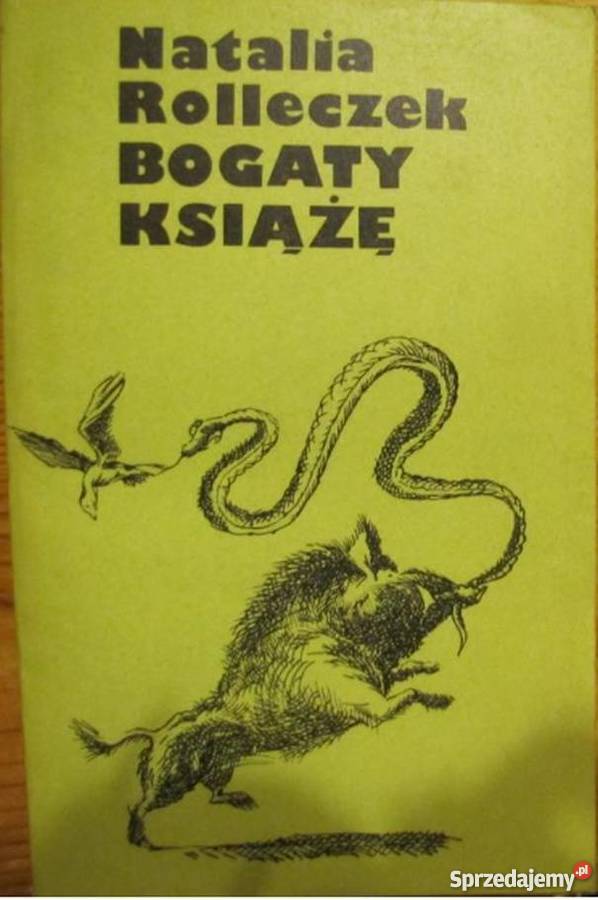 Natalia
Rolleczek
BOGATY
KSIĄŻĘ
Sprzedajemy.pl